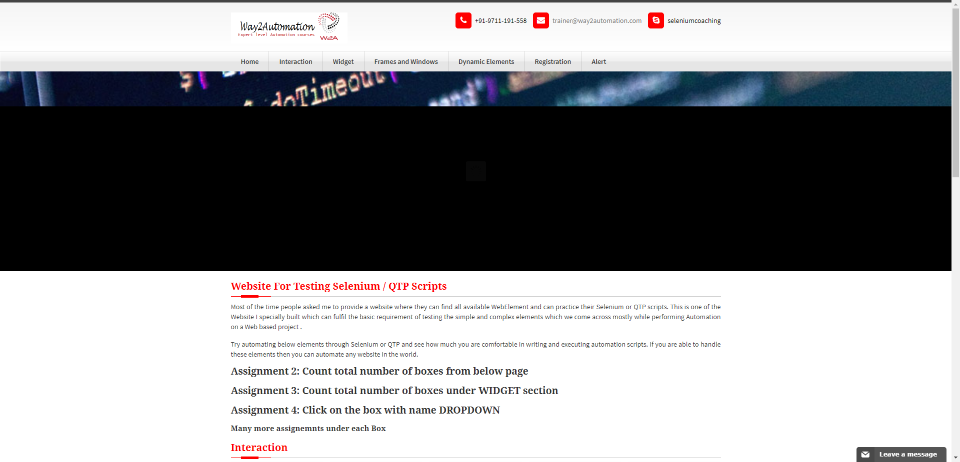 Way2Automation
Expert level Automation courses
W2A
+91-9711-191-558
trainer@way2automation.com
seleniumcoaching
Home
Interaction
Widget
Frames and Windows
Dynamic Elements
Registration
Alert
doTimeout(
Website For Testing Selenium / QTP Scripts
Most of the time people asked me to provide a website where they can find all available WebElement and can practice their Selenium or QTP scripts. This is one of the
Website I specially built which can fulfil the basic requirement of testing the simple and complex elements which we come across mostly while performing Automation
on a Web based project .
Try automating below elements through Selenium or QTP and see how much you are comfortable in writing and executing automation scripts. If you are able to handle
these elements then you can automate any website in the world.
Assignment 2: Count total number of boxes from below page
Assignment 3: Count total number of boxes under WIDGET section
Assignment 4: Click on the box with name DROPDOWN
Many more assignemnts under each Box
Interaction
Leave a message